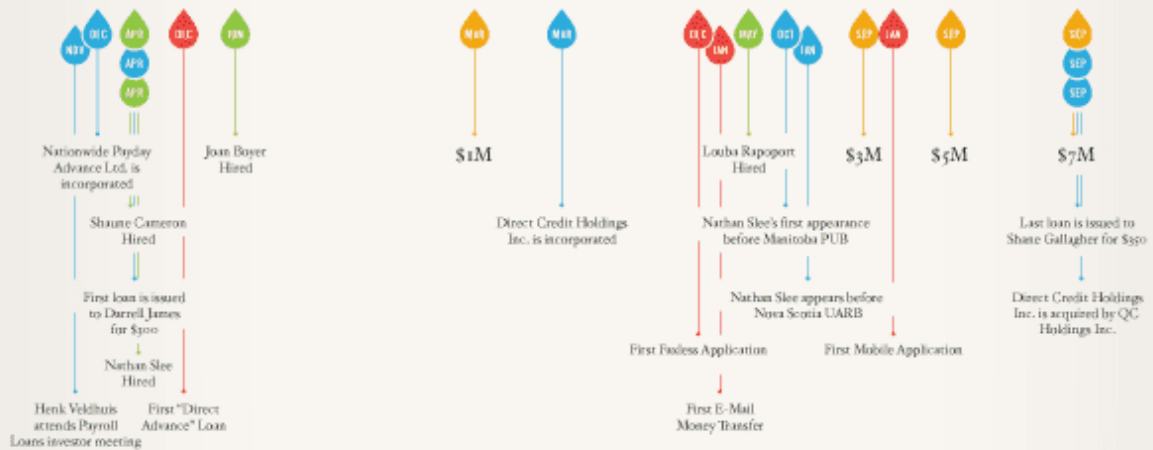 NOV
DEC
APR
APR
APR
DEC
JUN
MAR
MAR
DEC
JAN
MAY
OCT
JAN
SEP
JAN
SEP
SEP
SEP
SEP
Nationwide Payday
Advance Ltd. is
incorporated
Joan Boyer
Hired
$1M
Louba Rapoport
Hired
$3M
$5M
$7M
Shaune Cameron
Hired
Direct Credit Holdings
Inc. is incorporated
Nathan Slee's first appearance
before Manitoba PUB
Last loan is issued to
Shane Gallagher for $350
First loan is issued
to Darrell James
for $300
Nathan Slee appears before
Nova Scotia UARB
Direct Credit Holdings
Inc. is acquired by QC
Holdings Inc.
First Faxless Application
First Mobile Application
Nathan Slee
Hired
Henk Veldhuis
attends Payroll
Loans investor meeting
First "Direct
Advance" Loan
First E-Mail
Money Transfer